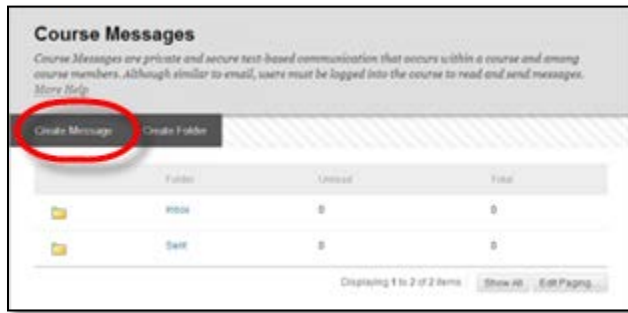 Course Messages
Course Messages are private and secure text-based communication that occurs within a course and among
course members. Although similar to email, users must be logged into the course to read and send messages.
More Help
Create Message Create Folder
Folder Unread Total
Inbox 0 0
Sent 0 0
Displaying 1 to 2 of 2 items Show All Edit Paging...